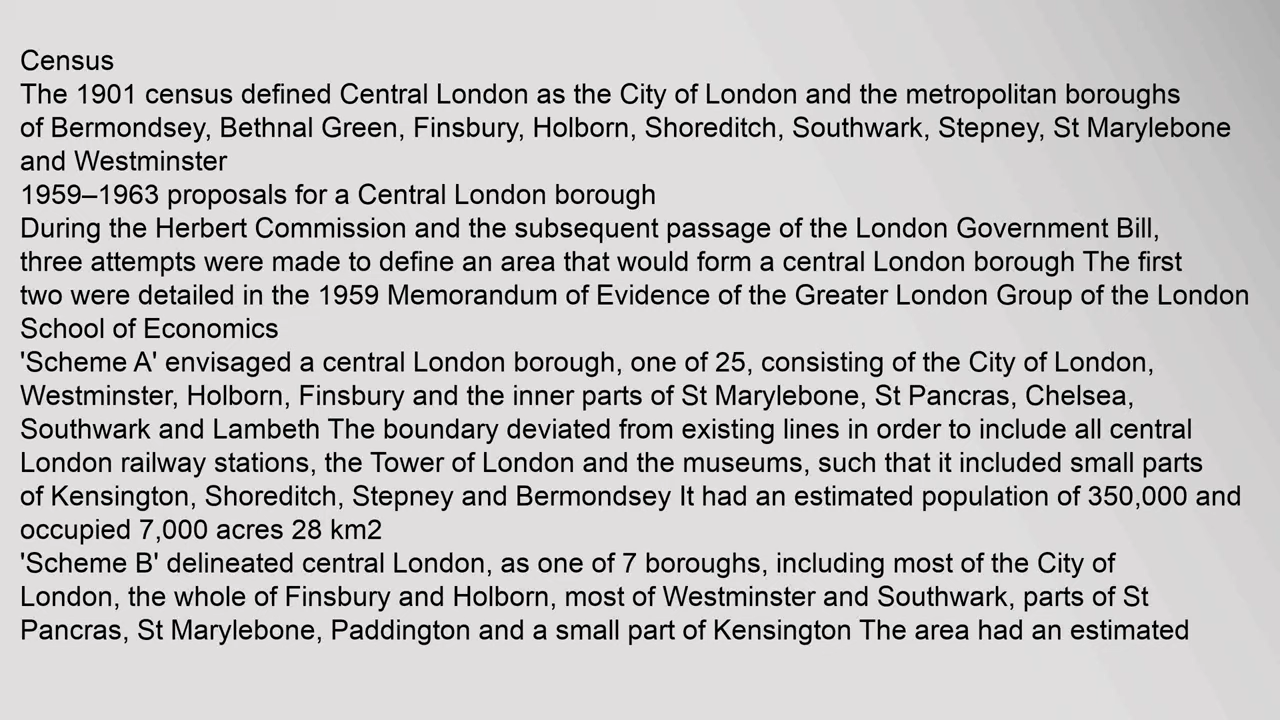 Census
The 1901 census defined Central London as the City of London and the metropolitan boroughs
of Bermondsey, Bethnal Green, Finsbury, Holborn, Shoreditch, Southwark, Stepney, St Marylebone
and Westminster
1959–1963 proposals for a Central London borough
During the Herbert Commission and the subsequent passage of the London Government Bill,
three attempts were made to define an area that would form a central London borough The first
two were detailed in the 1959 Memorandum of Evidence of the Greater London Group of the London
School of Economics
'Scheme A' envisaged a central London borough, one of 25, consisting of the City of London,
Westminster, Holborn, Finsbury and the inner parts of St Marylebone, St Pancras, Chelsea,
Southwark and Lambeth The boundary deviated from existing lines in order to include all central
London railway stations, the Tower of London and the museums, such that it included small parts
of Kensington, Shoreditch, Stepney and Bermondsey It had an estimated population of 350,000 and
occupied 7,000 acres 28 km2
'Scheme B' delineated central London, as one of 7 boroughs, including most of the City of
London, the whole of Finsbury and Holborn, most of Westminster and Southwark, parts of St
Pancras, St Marylebone, Paddington and a small part of Kensington The area had an estimated